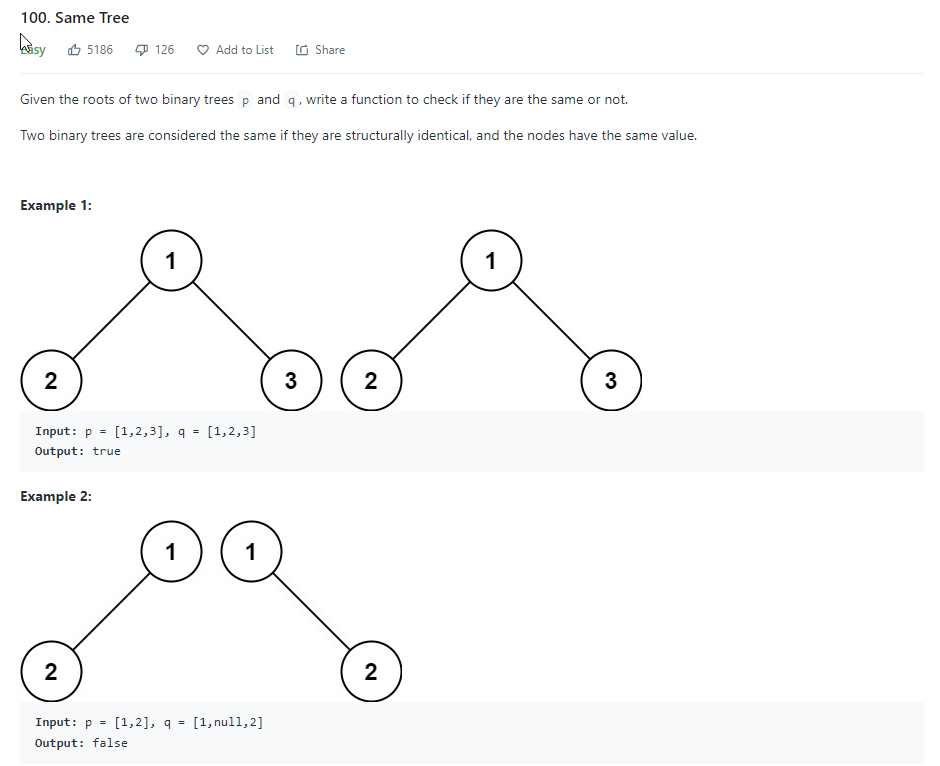 100. Same Tree
Easy 5186 126 Add to List Share
Given the roots of two binary trees p and q, write a function to check if they are the same or not.
Two binary trees are considered the same if they are structurally identical, and the nodes have the same value.
Example 1:
1 1
2 3 2 3
Input: p = [1,2,3], q = [1,2,3]
Output: true
Example 2:
1 1
2 2
Input: p = [1,2], q = [1,null,2]
Output: false